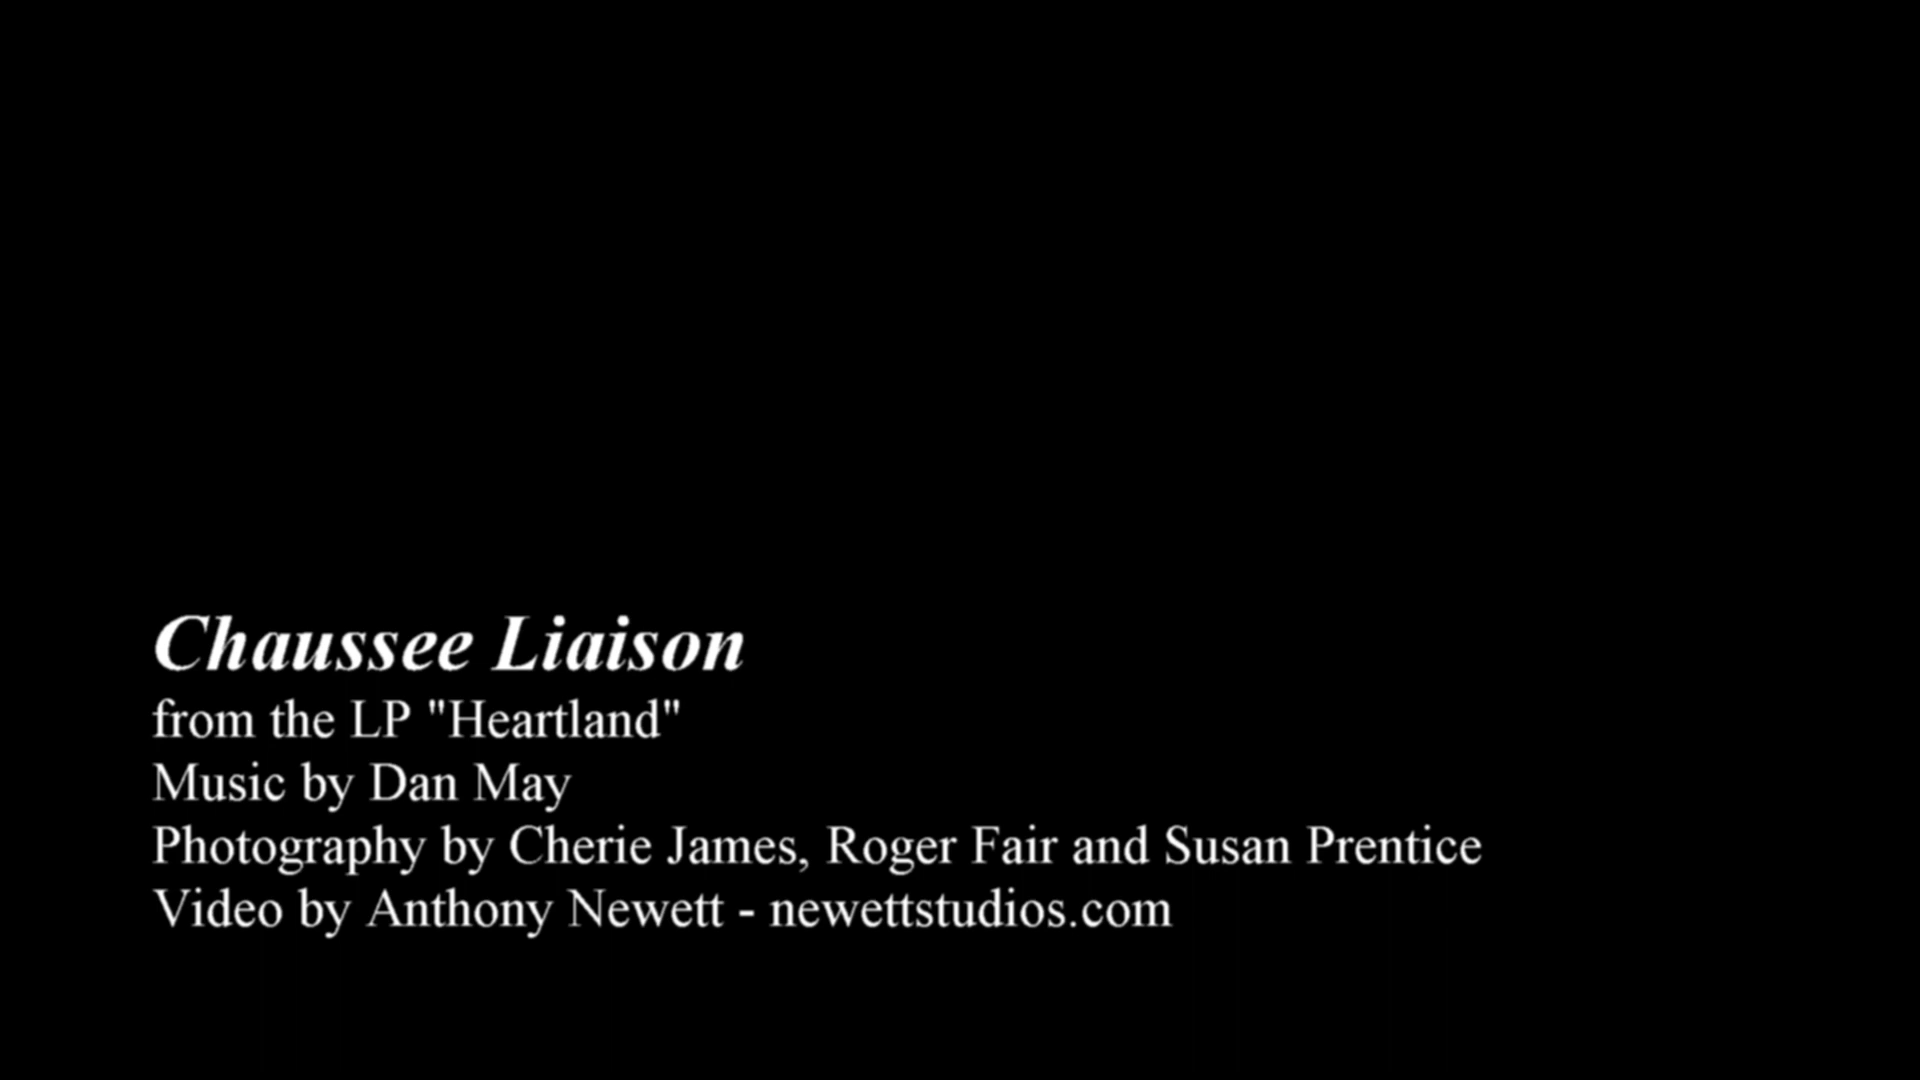 Chaussee Liaison
from the LP "Heartland"
Music by Dan May
Photography by Cherie James, Roger Fair and Susan Prentice
Video by Anthony Newett - newettstudios.com